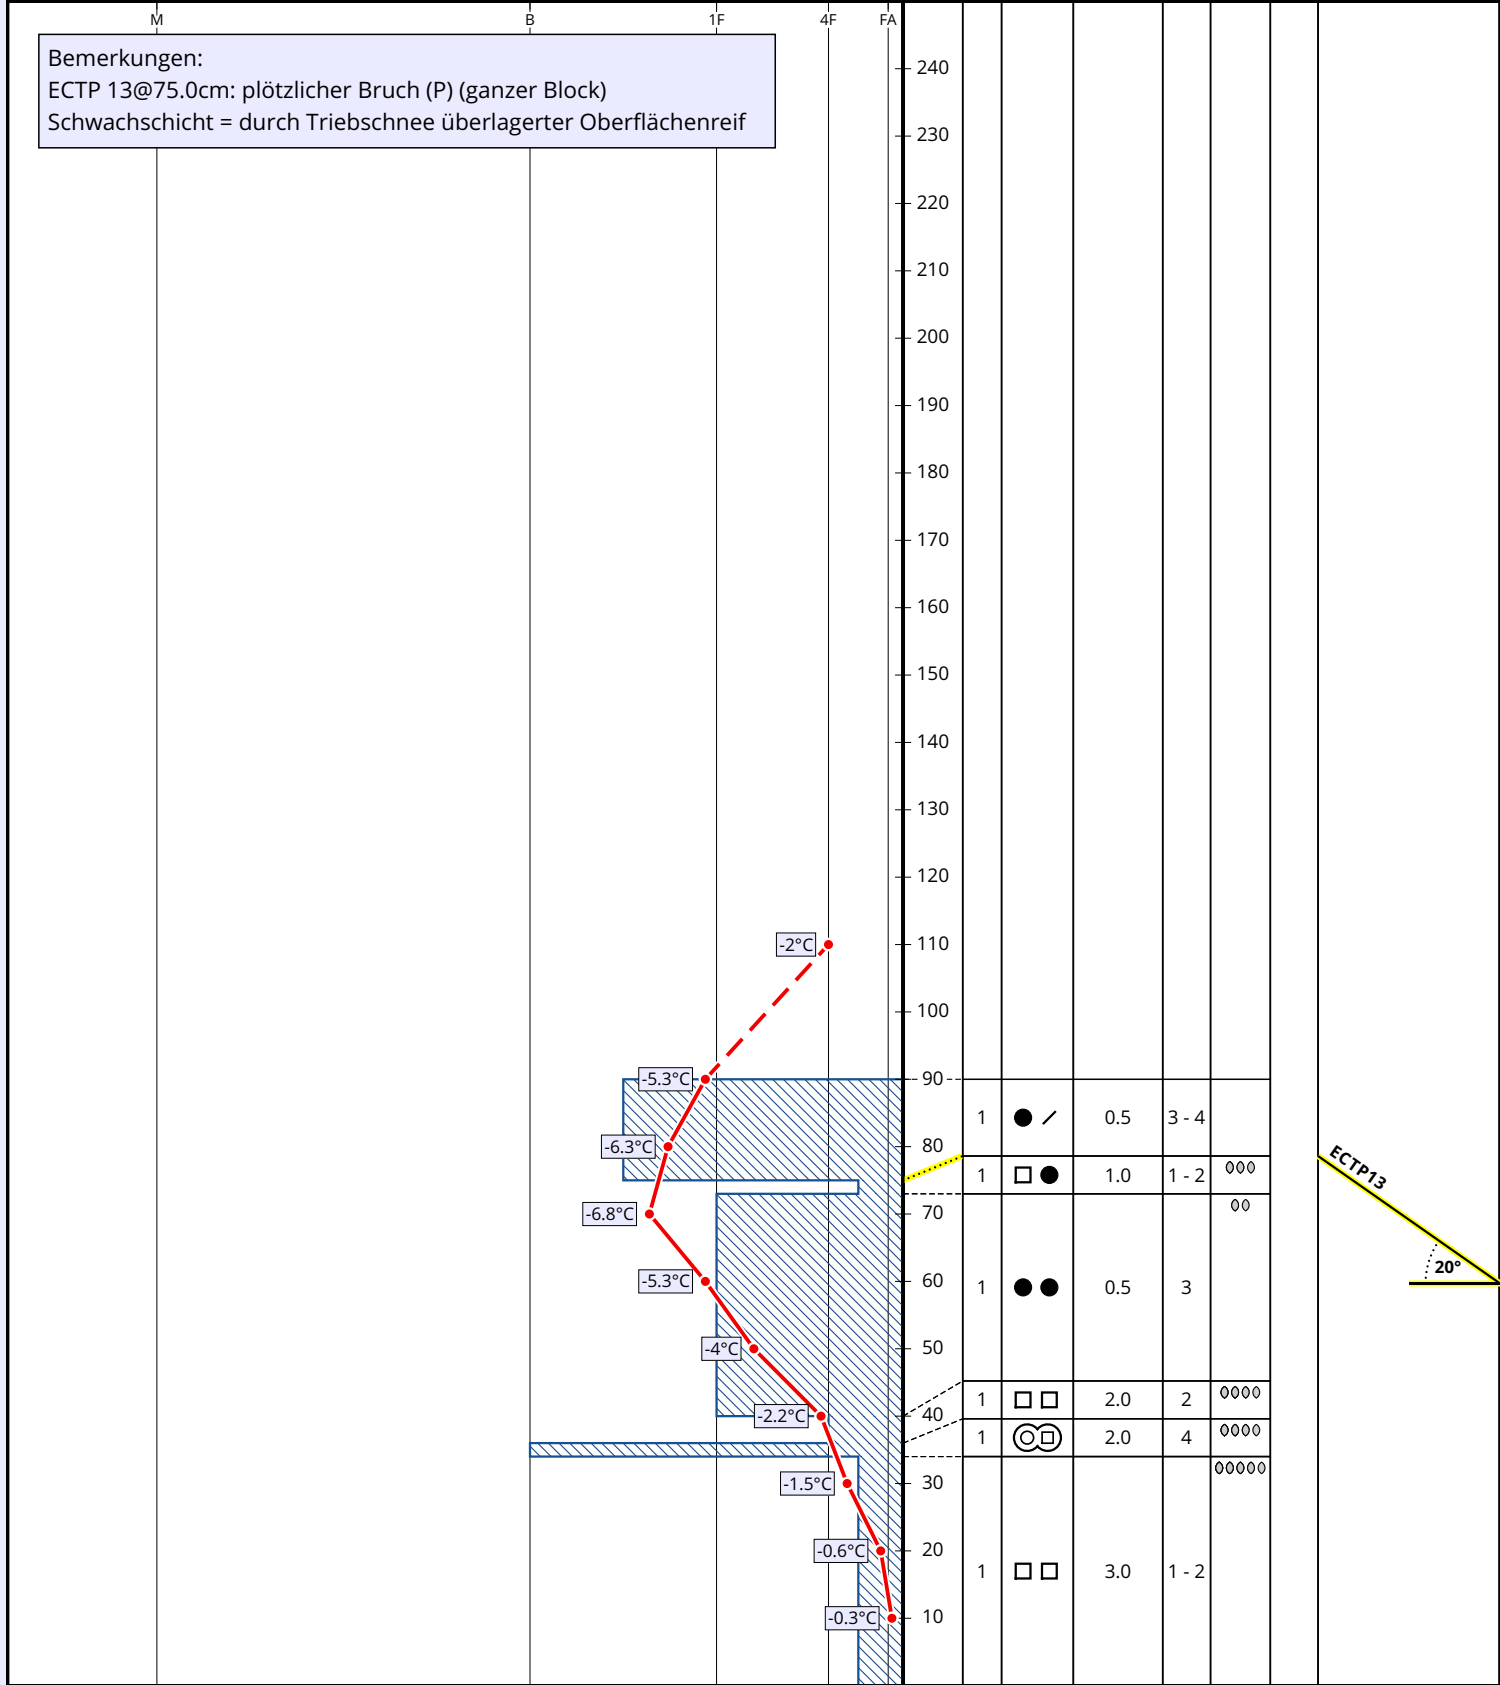 M B 1F 4F FA
Bemerkungen:
ECTP 13@75.0cm: plötzlicher Bruch (P) (ganzer Block)
Schwachschicht = durch Triebschnee überlagerter Oberflächenreif
240
230
220
210
200
190
180
170
160
150
140
130
120
-2°C 110
100
-5.3°C 90
1 0.5 3 - 4
-6.3°C 80
1 1.0 1 - 2
ECTP13
-6.8°C 70
20°
-5.3°C 60
1 0.5 3
-4°C 50
1 2.0 2
-2.2°C 40
1 2.0 4
-1.5°C 30
-0.6°C 20
1 3.0 1 - 2
-0.3°C 10